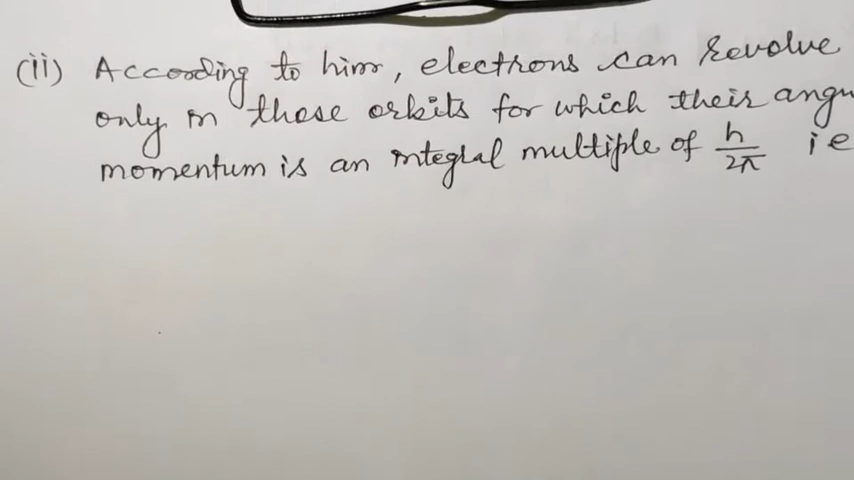 (ii) According to him, electrons can revolve
only in those orbits for which their angu
momentum is an integral multiple of h/2π ie